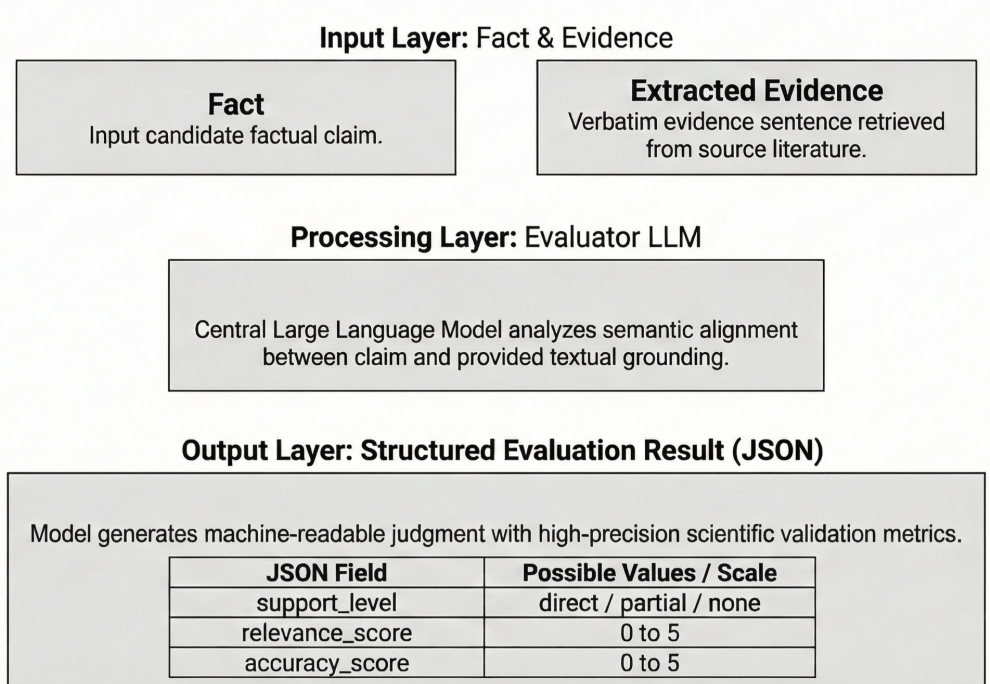 Input Layer: Fact & Evidence
Fact
Input candidate factual claim.
Extracted Evidence
Verbatim evidence sentence retrieved
from source literature.
Processing Layer: Evaluator LLM
Central Large Language Model analyzes semantic alignment
between claim and provided textual grounding.
Output Layer: Structured Evaluation Result (JSON)
Model generates machine-readable judgment with high-precision scientific validation metrics.
JSON Field Possible Values / Scale
support_level direct / partial / none
relevance_score 0 to 5
accuracy_score 0 to 5